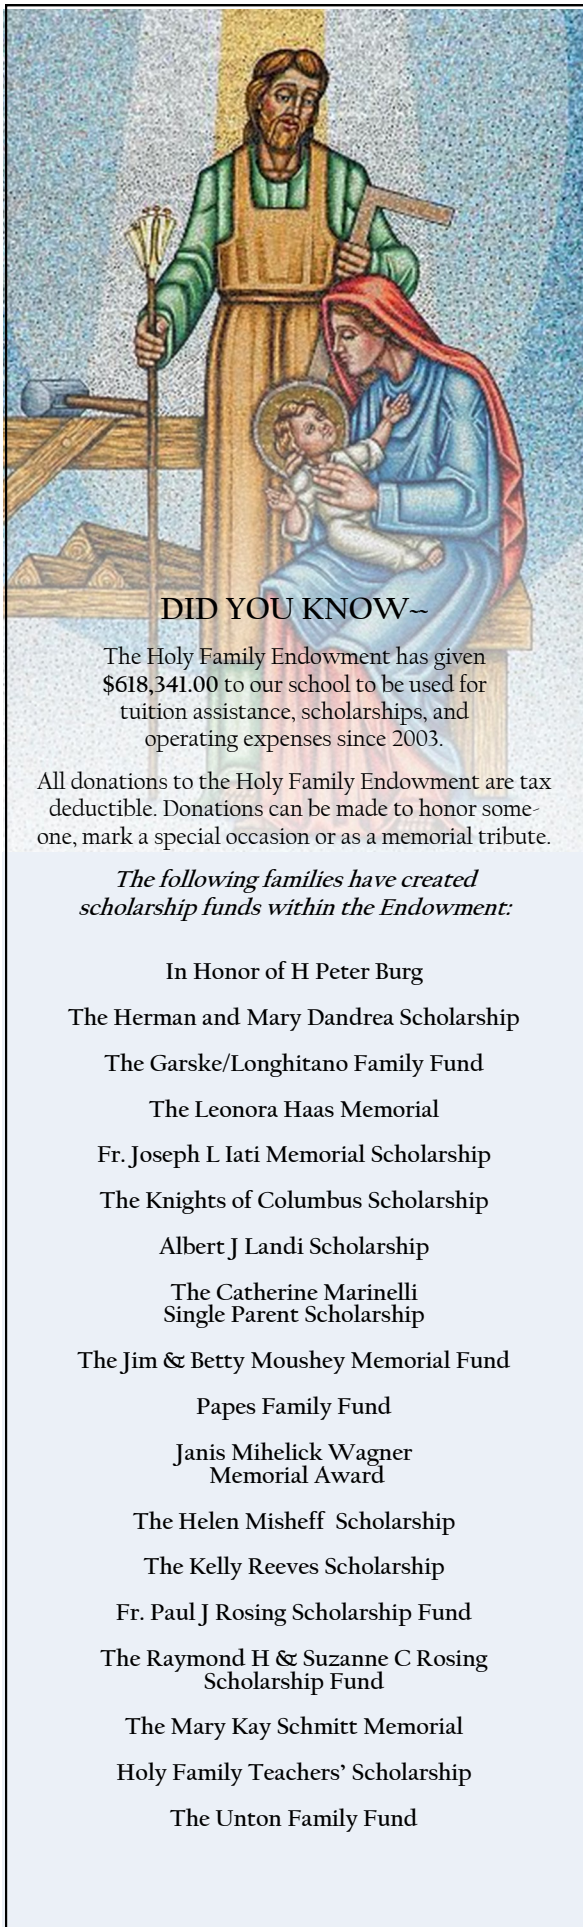 DID YOU KNOW~
The Holy Family Endowment has given
$618,341.00 to our school to be used for
tuition assistance, scholarships, and
operating expenses since 2003.
All donations to the Holy Family Endowment are tax
deductible. Donations can be made to honor some-
one, mark a special occasion or as a memorial tribute.
The following families have created
scholarship funds within the Endowment:
In Honor of H Peter Burg
The Herman and Mary Dandrea Scholarship
The Garske/Longhitano Family Fund
The Leonora Haas Memorial
Fr. Joseph L Iati Memorial Scholarship
The Knights of Columbus Scholarship
Albert J Landi Scholarship
The Catherine Marinelli
Single Parent Scholarship
The Jim & Betty Moushey Memorial Fund
Papes Family Fund
Janis Mihelick Wagner
Memorial Award
The Helen Misheff  Scholarship
The Kelly Reeves Scholarship
Fr. Paul J Rosing Scholarship Fund
The Raymond H & Suzanne C Rosing
Scholarship Fund
The Mary Kay Schmitt Memorial
Holy Family Teachers’ Scholarship
The Unton Family Fund